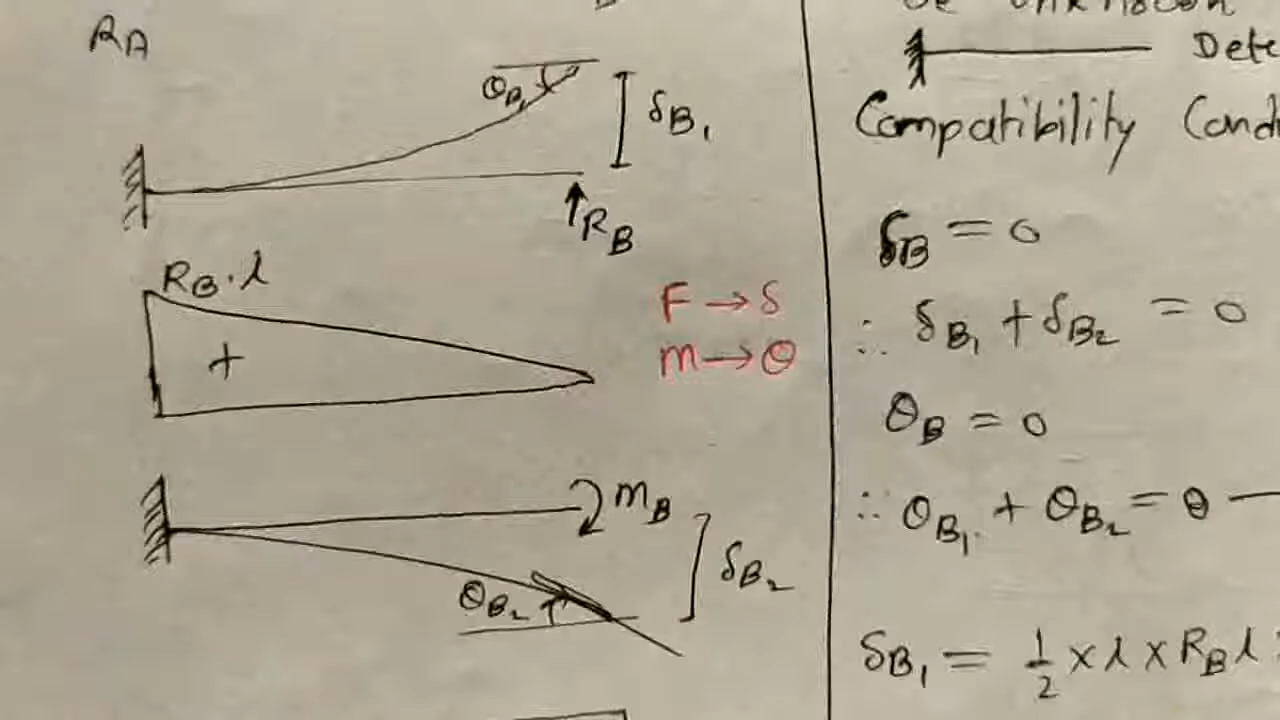 RA
θB₁
δB₁
RB
RB.l
+
F → δ
m → θ
mB
δB₂
θB₂
Compatibility
δB = 0
∴ δB₁ + δB₂ = 0
θB = 0
∴ θB₁ + θB₂ = θ —
δB₁ = 1/2 × l × RB l